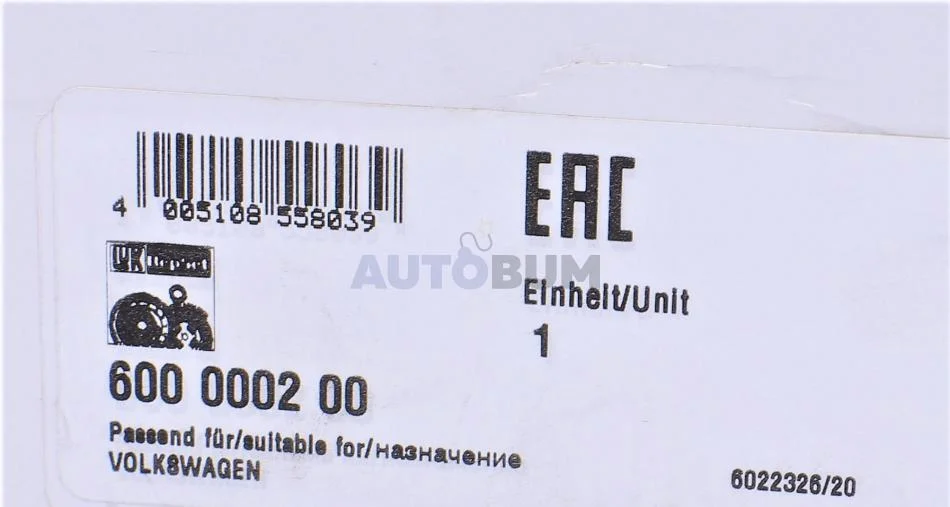 4 005108 558039
EAC
LUK RepSet
AUTOBUM
Einheit/Unit
1
600 0002 00
Passend für/suitable for/назначение
VOLKSWAGEN
6022326/20